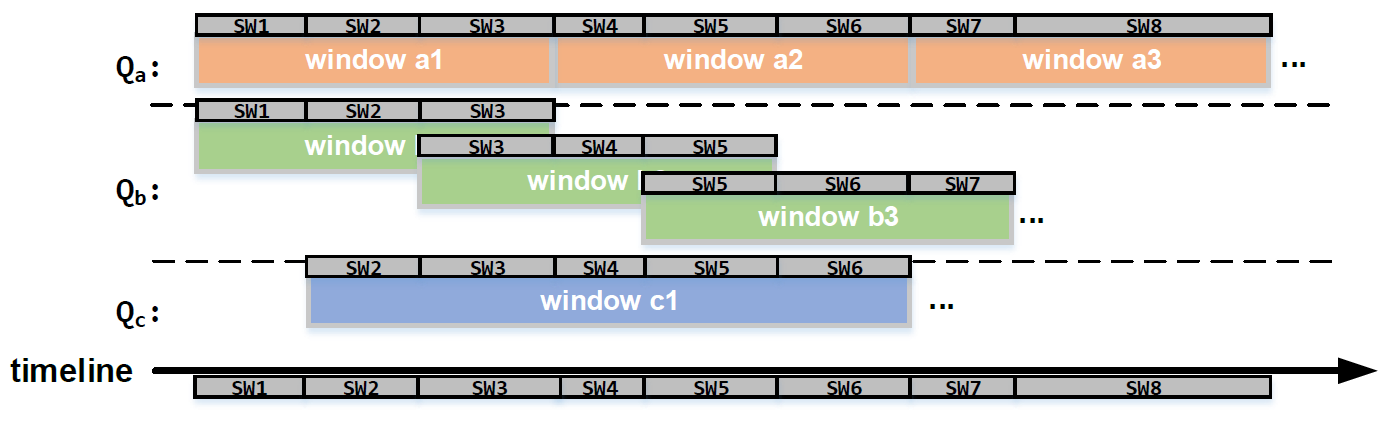 SW1 SW2 SW3 SW4 SW5 SW6 SW7 SW8
Qa: window a1 window a2 window a3 ...
SW1 SW2 SW3
window
SW3 SW4 SW5
Qb: window
SW5 SW6 SW7
window b3 ...
SW2 SW3 SW4 SW5 SW6
Qc: window c1 ...
timeline
SW1 SW2 SW3 SW4 SW5 SW6 SW7 SW8